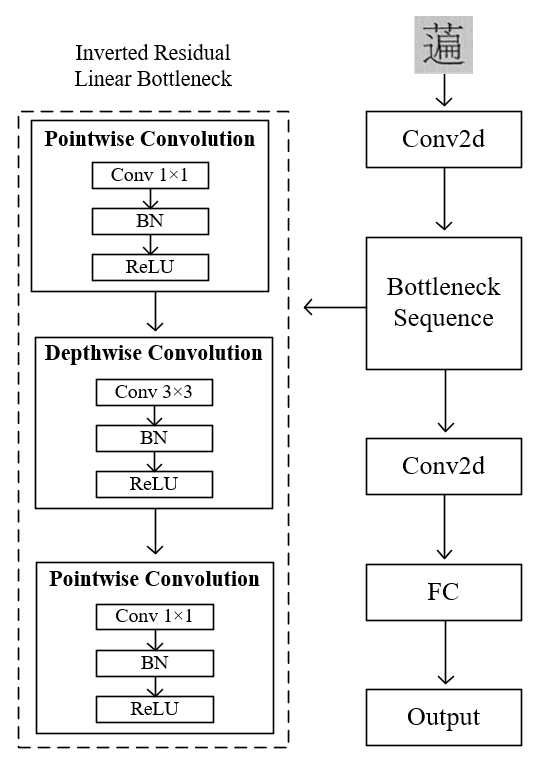 Inverted Residual
Linear Bottleneck
Pointwise Convolution
Conv 1×1
BN
ReLU
Depthwise Convolution
Conv 3×3
BN
ReLU
Pointwise Convolution
Conv 1×1
BN
ReLU
Conv2d
Bottleneck
Sequence
Conv2d
FC
Output